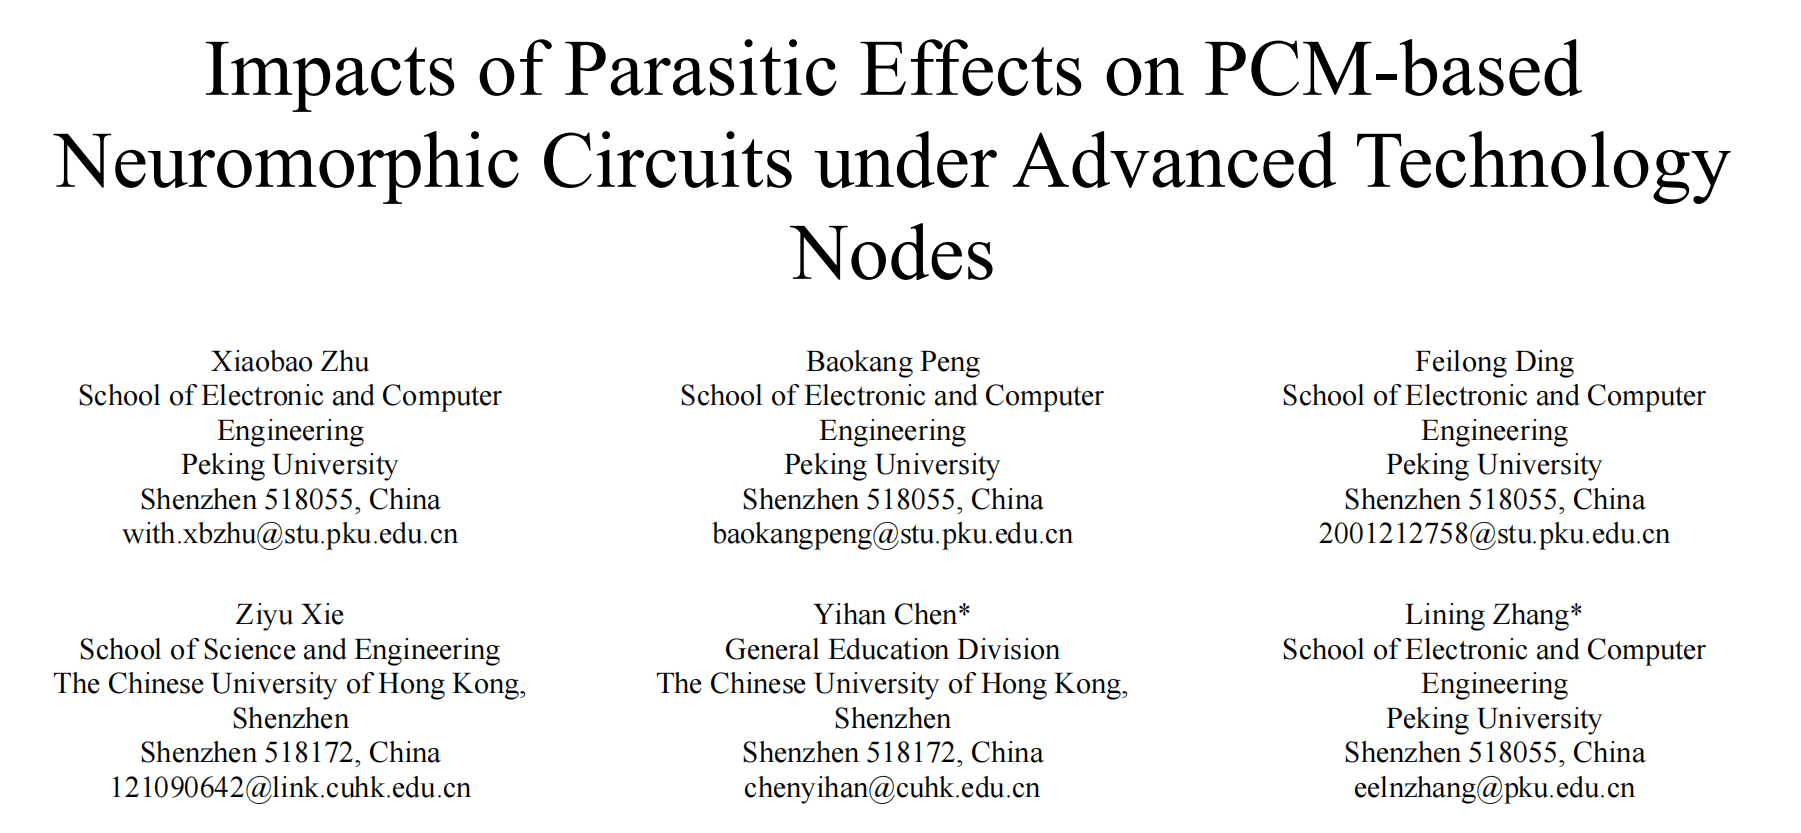 Impacts of Parasitic Effects on PCM-based
Neuromorphic Circuits under Advanced Technology
Nodes
Xiaobao Zhu
School of Electronic and Computer
Engineering
Peking University
Shenzhen 518055, China
with.xbzhu@stu.pku.edu.cn
Baokang Peng
School of Electronic and Computer
Engineering
Peking University
Shenzhen 518055, China
baokangpeng@stu.pku.edu.cn
Feilong Ding
School of Electronic and Computer
Engineering
Peking University
Shenzhen 518055, China
2001212758@stu.pku.edu.cn
Ziyu Xie
School of Science and Engineering
The Chinese University of Hong Kong,
Shenzhen
Shenzhen 518172, China
121090642@link.cuhk.edu.cn
Yihan Chen*
General Education Division
The Chinese University of Hong Kong,
Shenzhen
Shenzhen 518172, China
chenyihan@cuhk.edu.cn
Lining Zhang*
School of Electronic and Computer
Engineering
Peking University
Shenzhen 518055, China
eelnzhang@pku.edu.cn